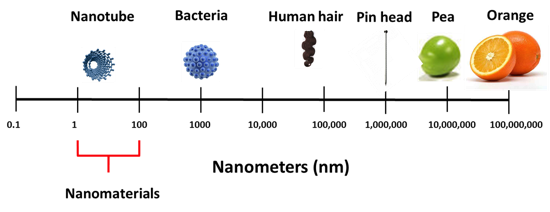 Nanotube Bacteria Human hair Pin head Pea Orange
0.1 1 100 1000 10,000 100,000 1,000,000 10,000,000 100,000,000
Nanometers (nm)
Nanomaterials